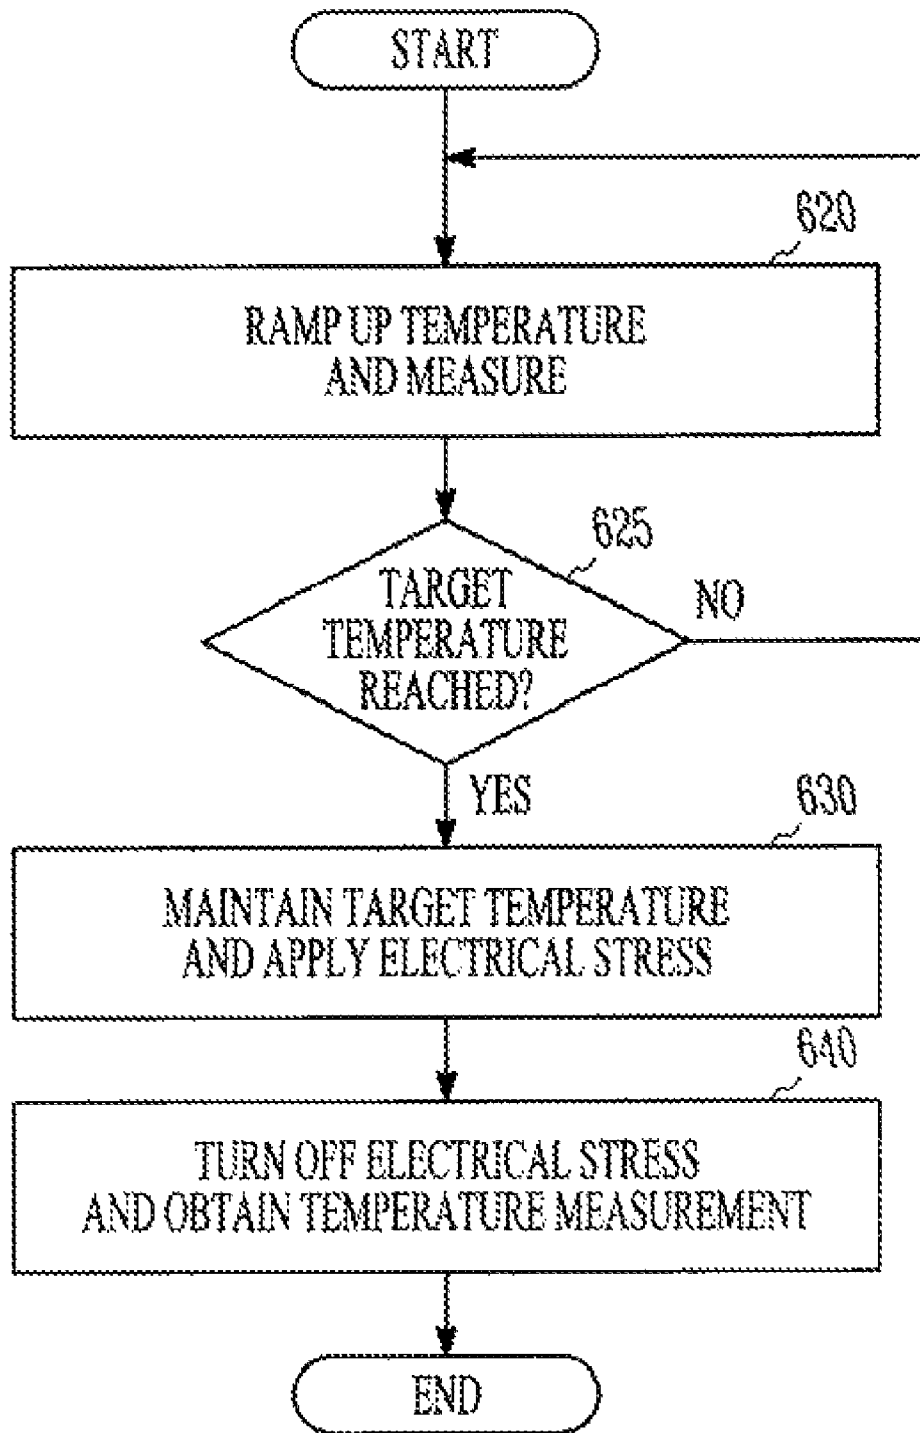 START
620
RAMP UP TEMPERATURE
AND MEASURE
625
TARGET
TEMPERATURE
REACHED?
NO
YES
630
MAINTAIN TARGET TEMPERATURE
AND APPLY ELECTRICAL STRESS
640
TURN OFF ELECTRICAL STRESS
AND OBTAIN TEMPERATURE MEASUREMENT
END